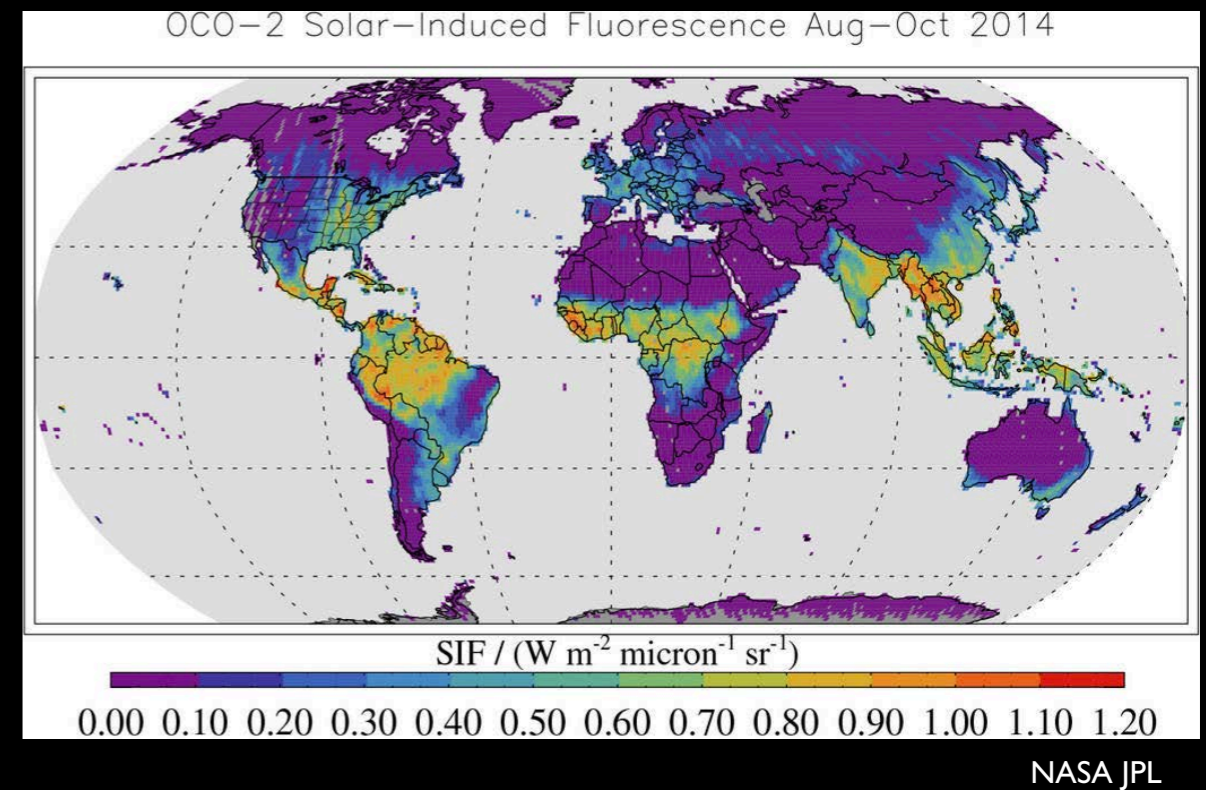 OCO-2 Solar-Induced Fluorescence Aug-Oct 2014
SIF / (W m⁻² micron⁻¹ sr⁻¹)
0.00 0.10 0.20 0.30 0.40 0.50 0.60 0.70 0.80 0.90 1.00 1.10 1.20
NASA JPL